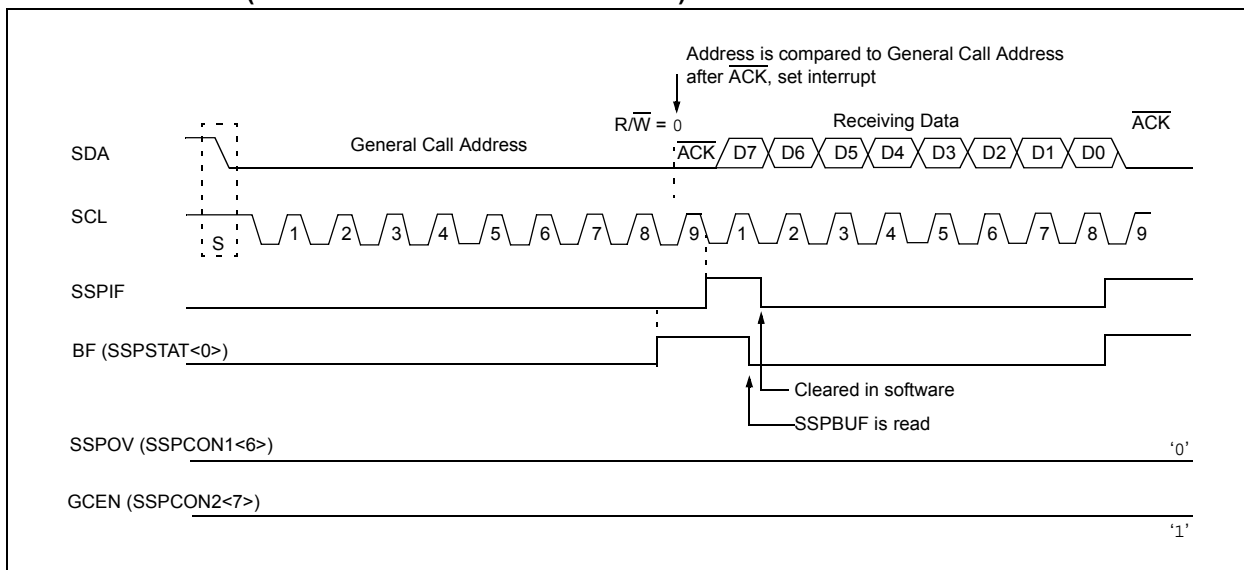 Address is compared to General Call Address
after ACK, set interrupt
R/W = 0
Receiving Data
ACK
SDA
General Call Address
ACK D7 D6 D5 D4 D3 D2 D1 D0
SCL
S
1 2 3 4 5 6 7 8 9 1 2 3 4 5 6 7 8 9
SSPIF
BF (SSPSTAT<0>)
Cleared in software
SSPBUF is read
SSPOV (SSPCON1<6>)
‘0’
GCEN (SSPCON2<7>)
‘1’